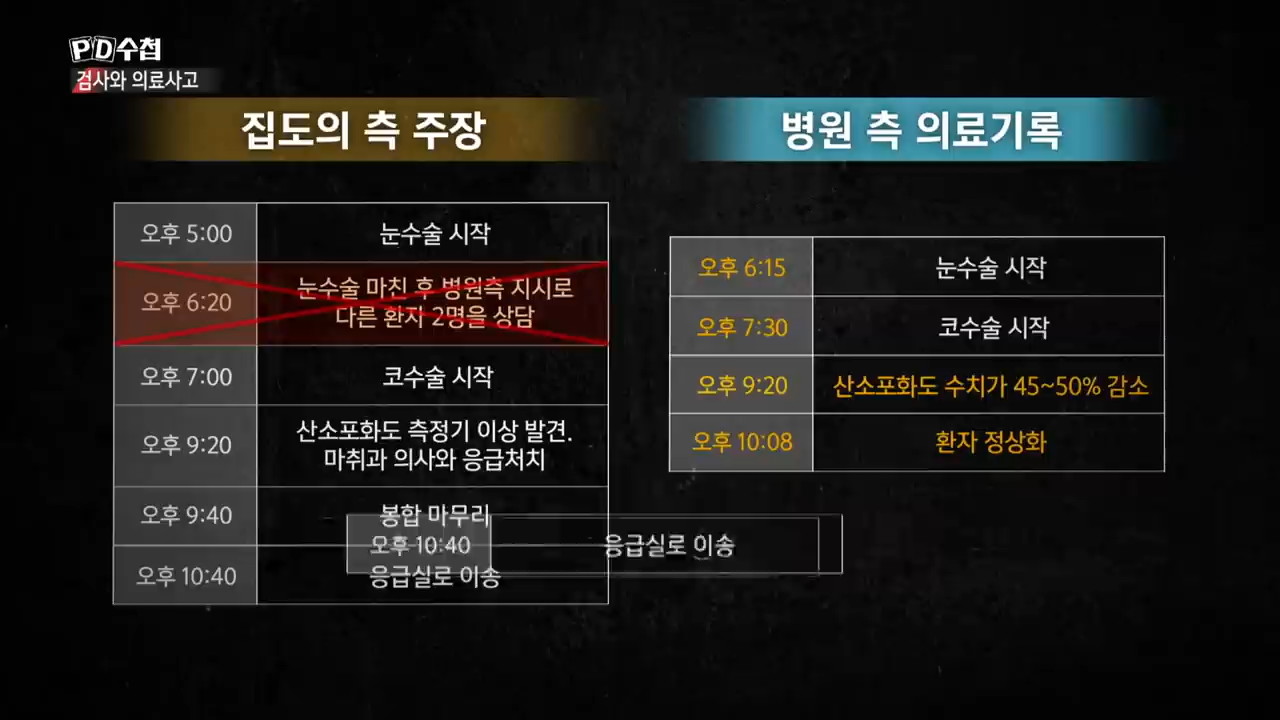 PD수첩
검사와 의료사고
집도의 측 주장
오후 5:00 눈수술 시작
오후 6:20 눈수술 마친 후 병원측 지시로
다른 환자 2명을 상담
오후 7:00 코수술 시작
오후 9:20 산소포화도 측정기 이상 발견.
마취과 의사와 응급처치
오후 9:40 봉합 마무리
오후 10:40 응급실로 이송
병원 측 의료기록
오후 6:15 눈수술 시작
오후 7:30 코수술 시작
오후 9:20 산소포화도 수치가 45~50% 감소
오후 10:08 환자 정상화
오후 10:40 응급실로 이송